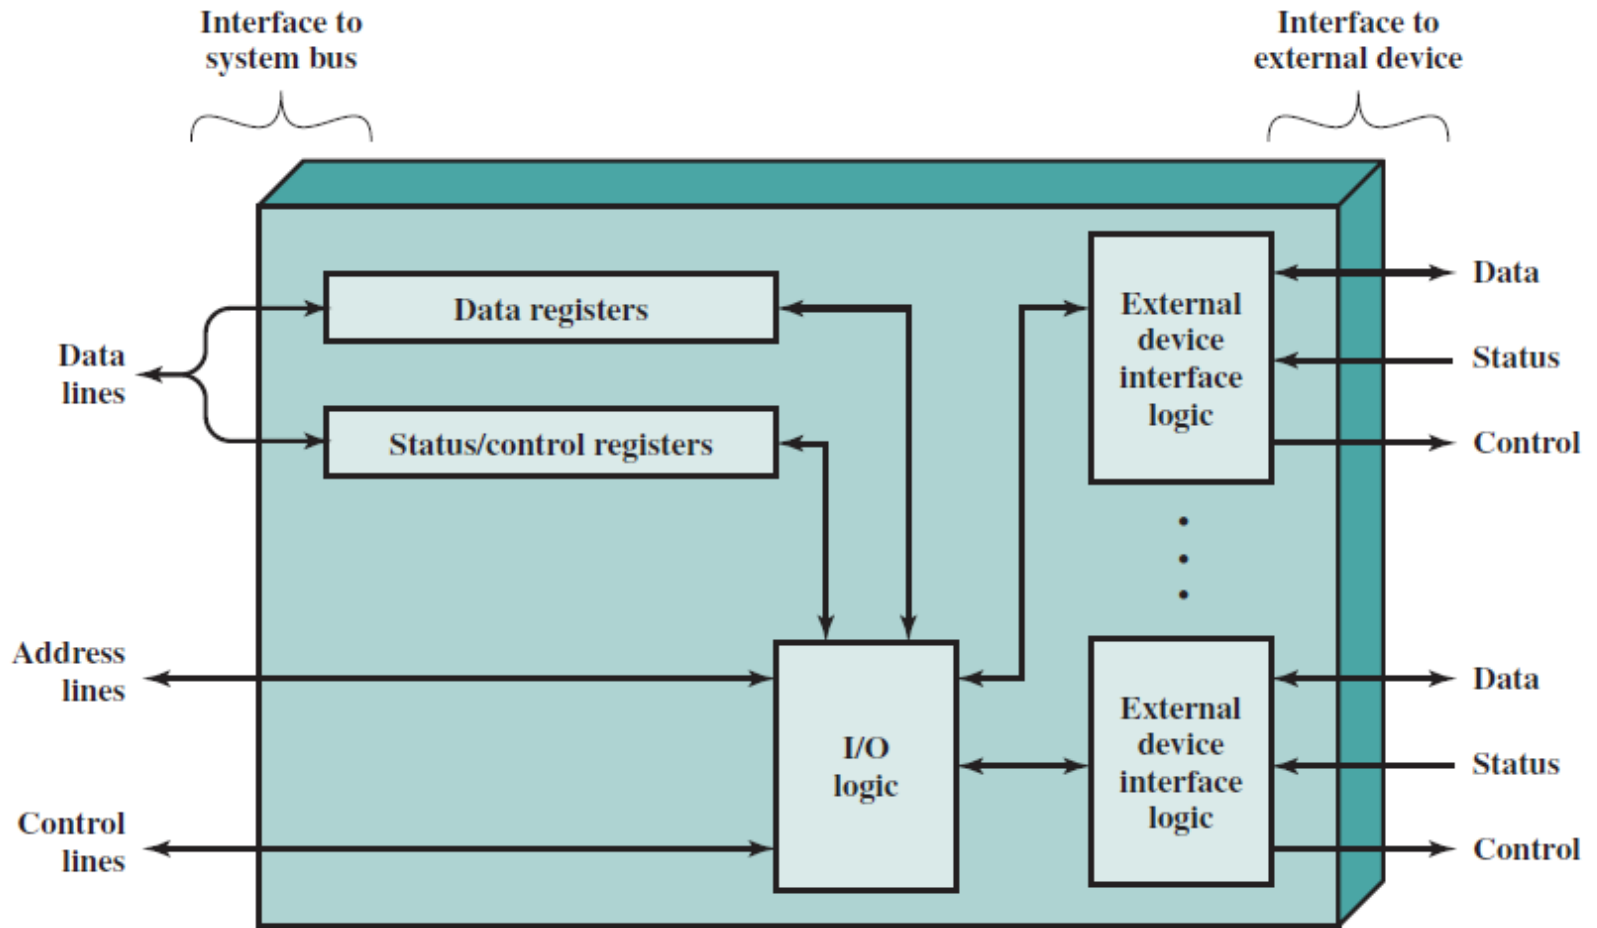 Interface to
system bus
Interface to
external device
Data registers
Data
lines
Status/control registers
External
device
interface
logic
Data
Status
Control
Address
lines
Control
lines
I/O
logic
External
device
interface
logic
Data
Status
Control